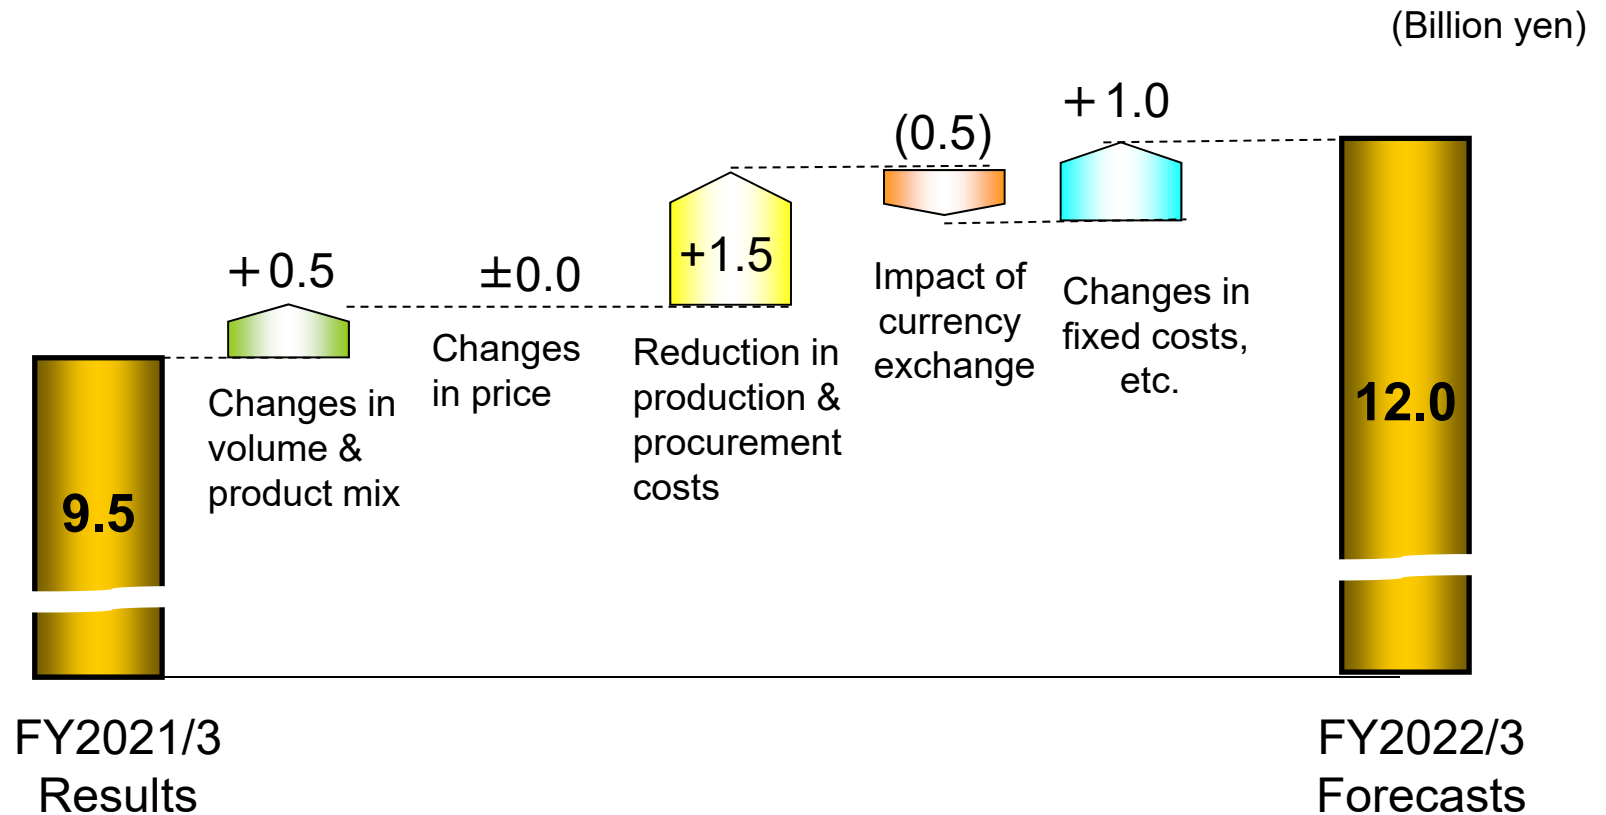 (Billion yen)
＋0.5
±0.0
+1.5
(0.5)
＋1.0
Changes in
volume &
product mix
Changes
in price
Reduction in
production &
procurement
costs
Impact of
currency
exchange
Changes in
fixed costs,
etc.
9.5
12.0
FY2021/3
Results
FY2022/3
Forecasts